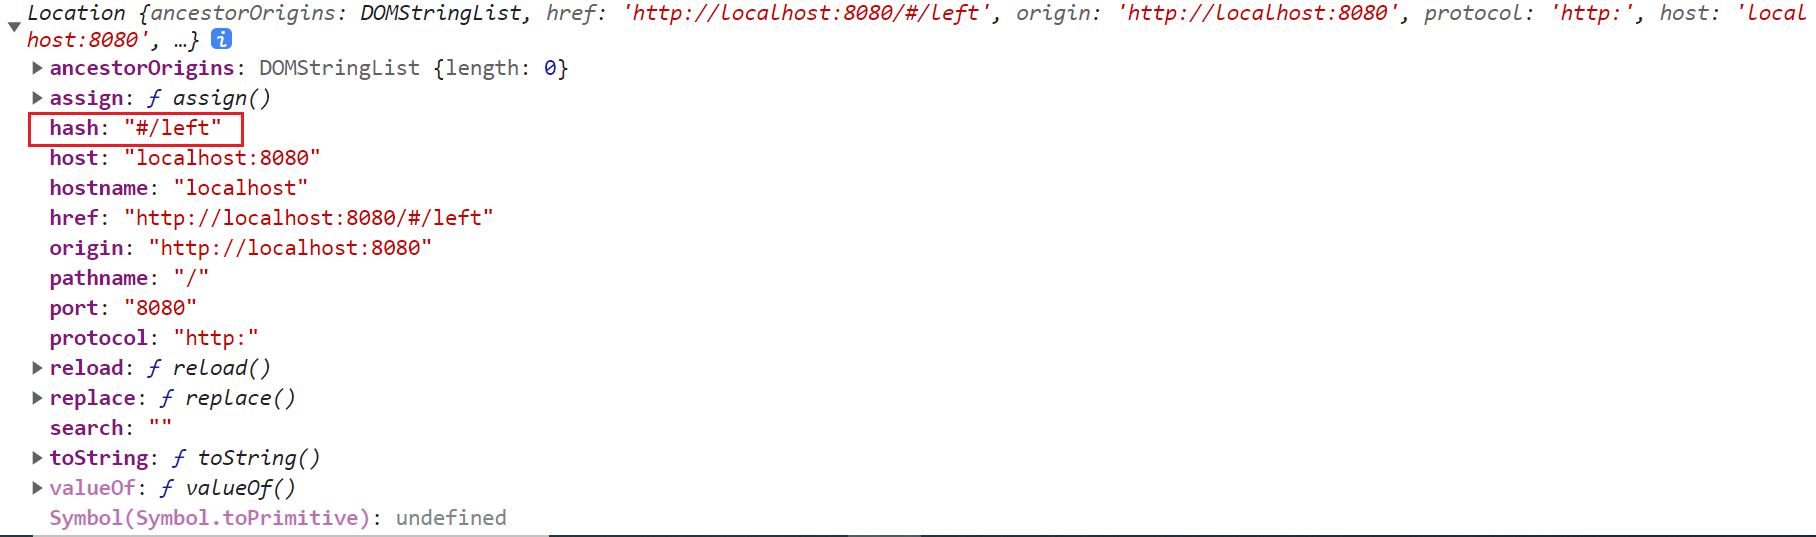 Location {ancestorOrigins: DOMStringList, href: 'http://localhost:8080/#/left', origin: 'http://localhost:8080', protocol: 'http:', host: 'local
host:8080', …} i
ancestorOrigins: DOMStringList {length: 0}
assign: ƒ assign()
hash: "#/left"
host: "localhost:8080"
hostname: "localhost"
href: "http://localhost:8080/#/left"
origin: "http://localhost:8080"
pathname: "/"
port: "8080"
protocol: "http:"
reload: ƒ reload()
replace: ƒ replace()
search: ""
toString: ƒ toString()
valueOf: ƒ valueOf()
Symbol(Symbol.toPrimitive): undefined